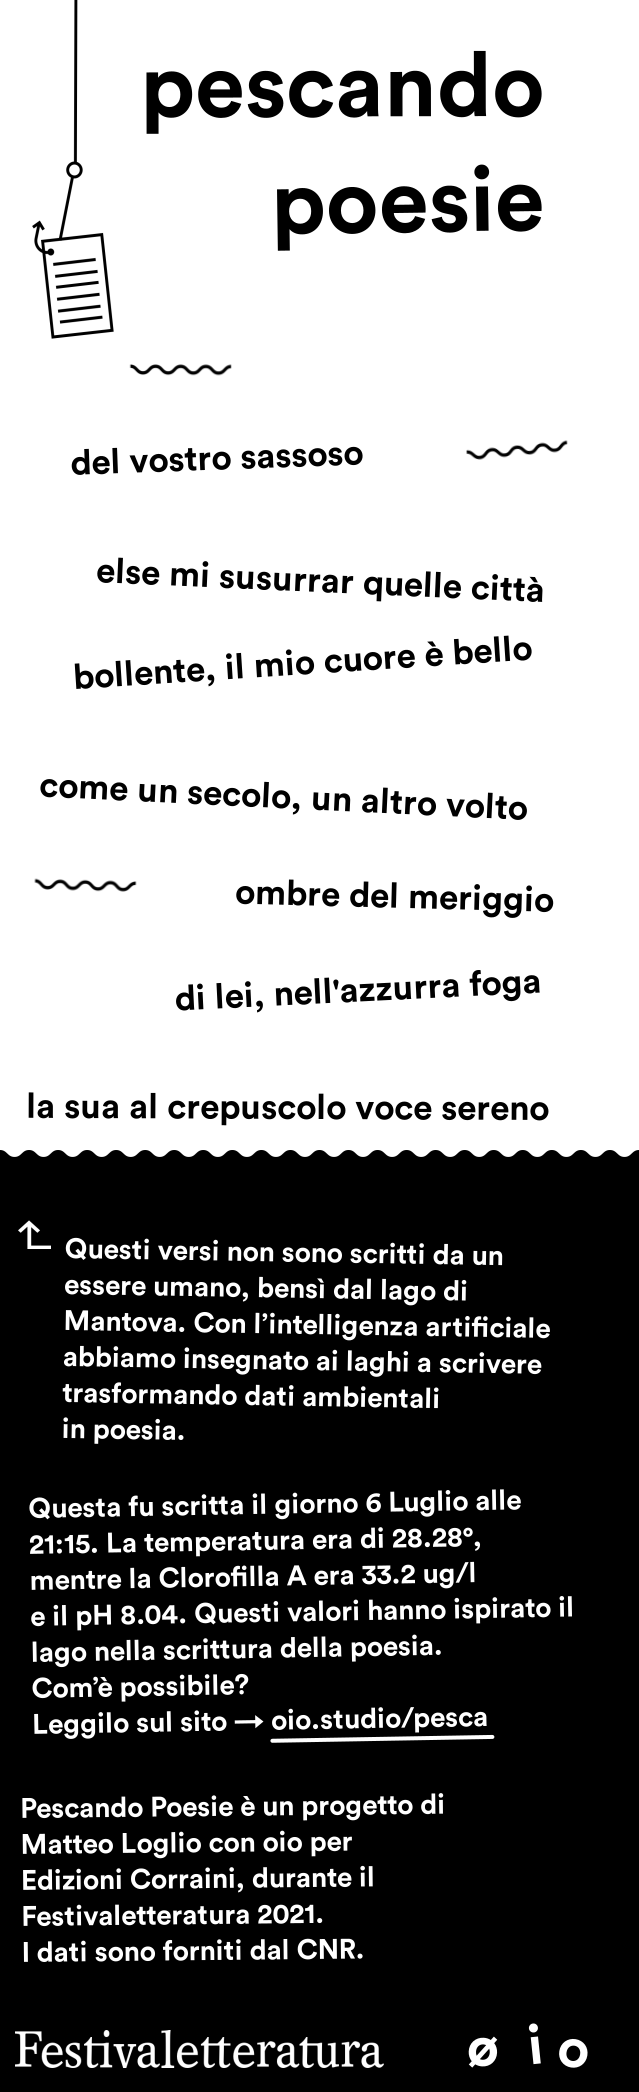 pescando
poesie
del vostro sassoso
else mi susurrar quelle città
bollente, il mio cuore è bello
come un secolo, un altro volto
ombre del meriggio
di lei, nell'azzurra foga
la sua al crepuscolo voce sereno
Questi versi non sono scritti da un
essere umano, bensì dal lago di
Mantova. Con l’intelligenza artificiale
abbiamo insegnato ai laghi a scrivere
trasformando dati ambientali
in poesia.
Questa fu scritta il giorno 6 Luglio alle
21:15. La temperatura era di 28.28°,
mentre la Clorofilla A era 33.2 ug/l
e il pH 8.04. Questi valori hanno ispirato il
lago nella scrittura della poesia.
Com’è possibile?
Leggilo sul sito → oio.studio/pesca
Pescando Poesie è un progetto di
Matteo Loglio con oio per
Edizioni Corraini, durante il
Festivaletteratura 2021.
I dati sono forniti dal CNR.
Festivaletteratura ø i o